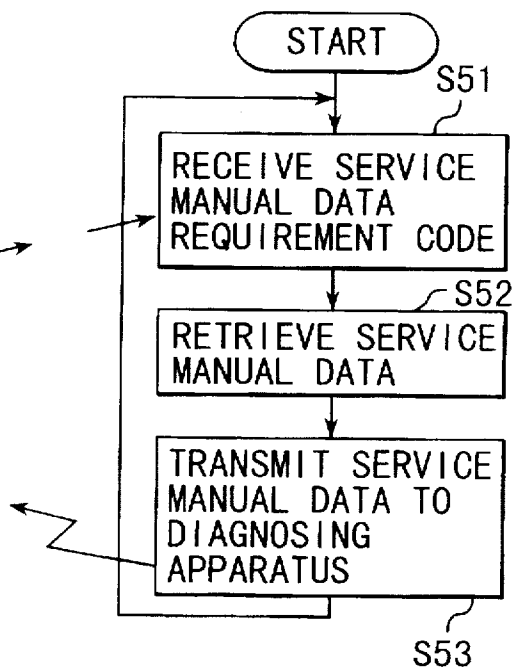 START
S51
RECEIVE SERVICE
MANUAL DATA
REQUIREMENT CODE
S52
RETRIEVE SERVICE
MANUAL DATA
TRANSMIT SERVICE
MANUAL DATA TO
DIAGNOSING
APPARATUS
S53